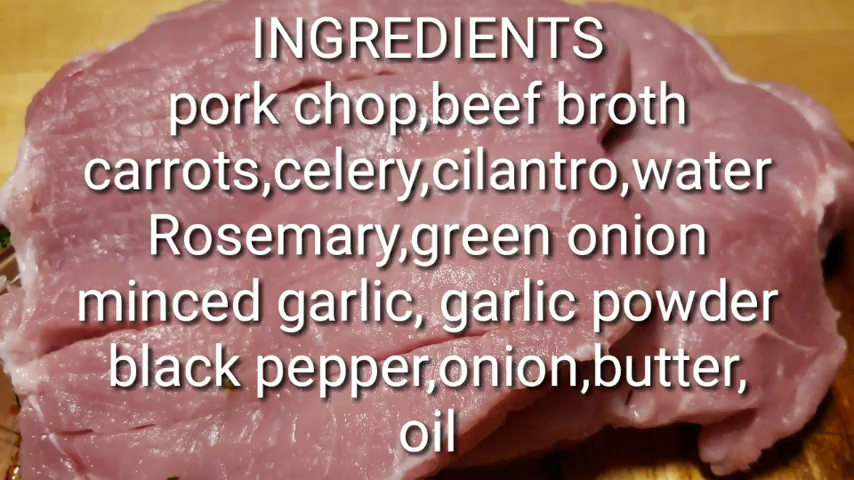 INGREDIENTS
pork chop,beef broth
carrots,celery,cilantro,water
Rosemary,green onion
minced garlic, garlic powder
black pepper,onion,butter,
oil